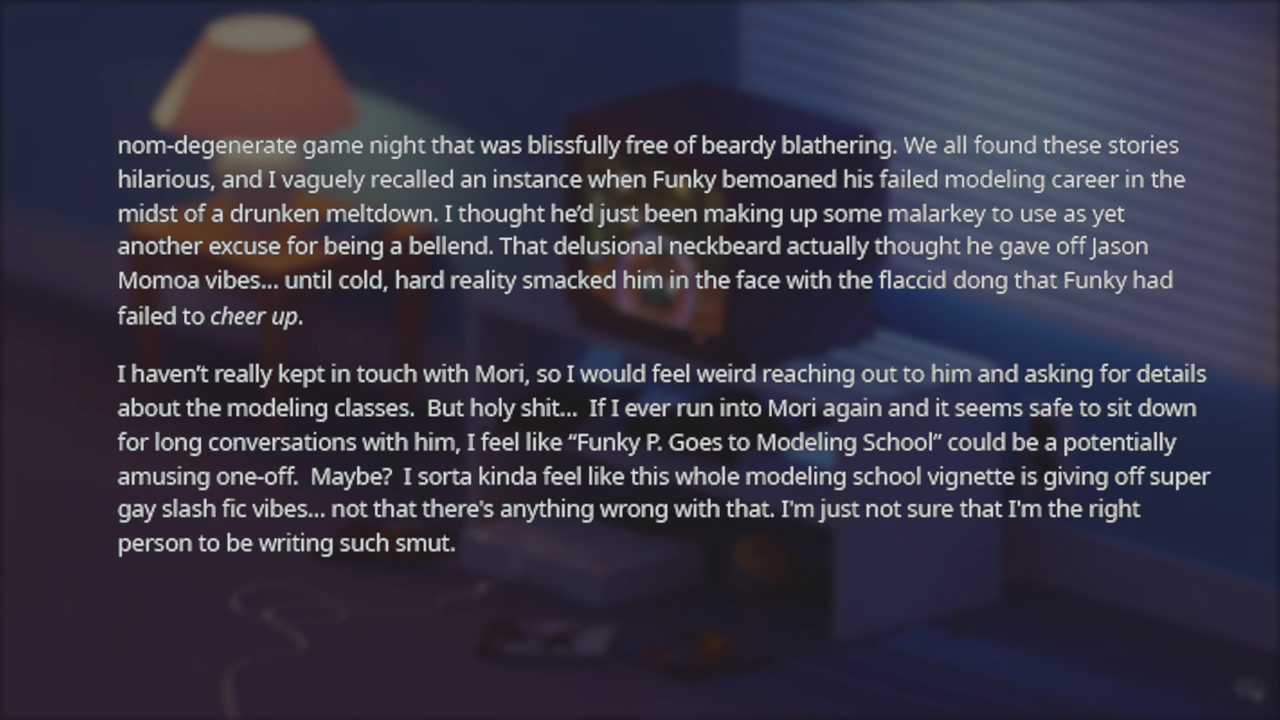 nom-degenerate game night that was blissfully free of beardy blathering. We all found these stories
hilarious, and I vaguely recalled an instance when Funky bemoaned his failed modeling career in the
midst of a drunken meltdown. I thought he’d just been making up some malarkey to use as yet
another excuse for being a bellend. That delusional neckbeard actually thought he gave off Jason
Momoa vibes... until cold, hard reality smacked him in the face with the flaccid dong that Funky had
failed to cheer up.
I haven’t really kept in touch with Mori, so I would feel weird reaching out to him and asking for details
about the modeling classes.  But holy shit...  If I ever run into Mori again and it seems safe to sit down
for long conversations with him, I feel like “Funky P. Goes to Modeling School” could be a potentially
amusing one-off.  Maybe?  I sorta kinda feel like this whole modeling school vignette is giving off super
gay slash fic vibes... not that there's anything wrong with that. I'm just not sure that I'm the right
person to be writing such smut.